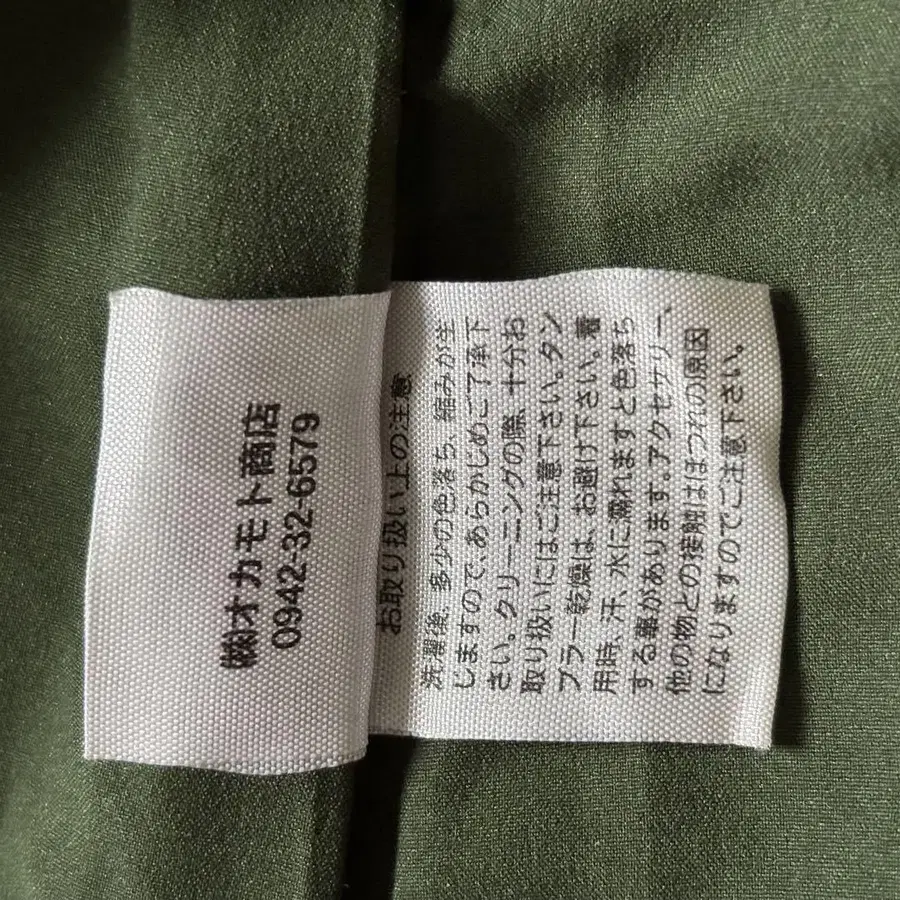 ㈱オカモト商店
0942-32-6579
お取り扱い上の注意
洗濯後、多少の色落ち、縮みが生
じますので、あらかじめご了承下
さい。クリーニングの際、十分お
取り扱いにはご注意下さい。タン
ブラー乾燥は、お避け下さい。着
用時、汗、水に濡れますと色落ち
する事があります。アクセサリー、
他の物との接触はほつれの原因
になりますのでご注意下さい。